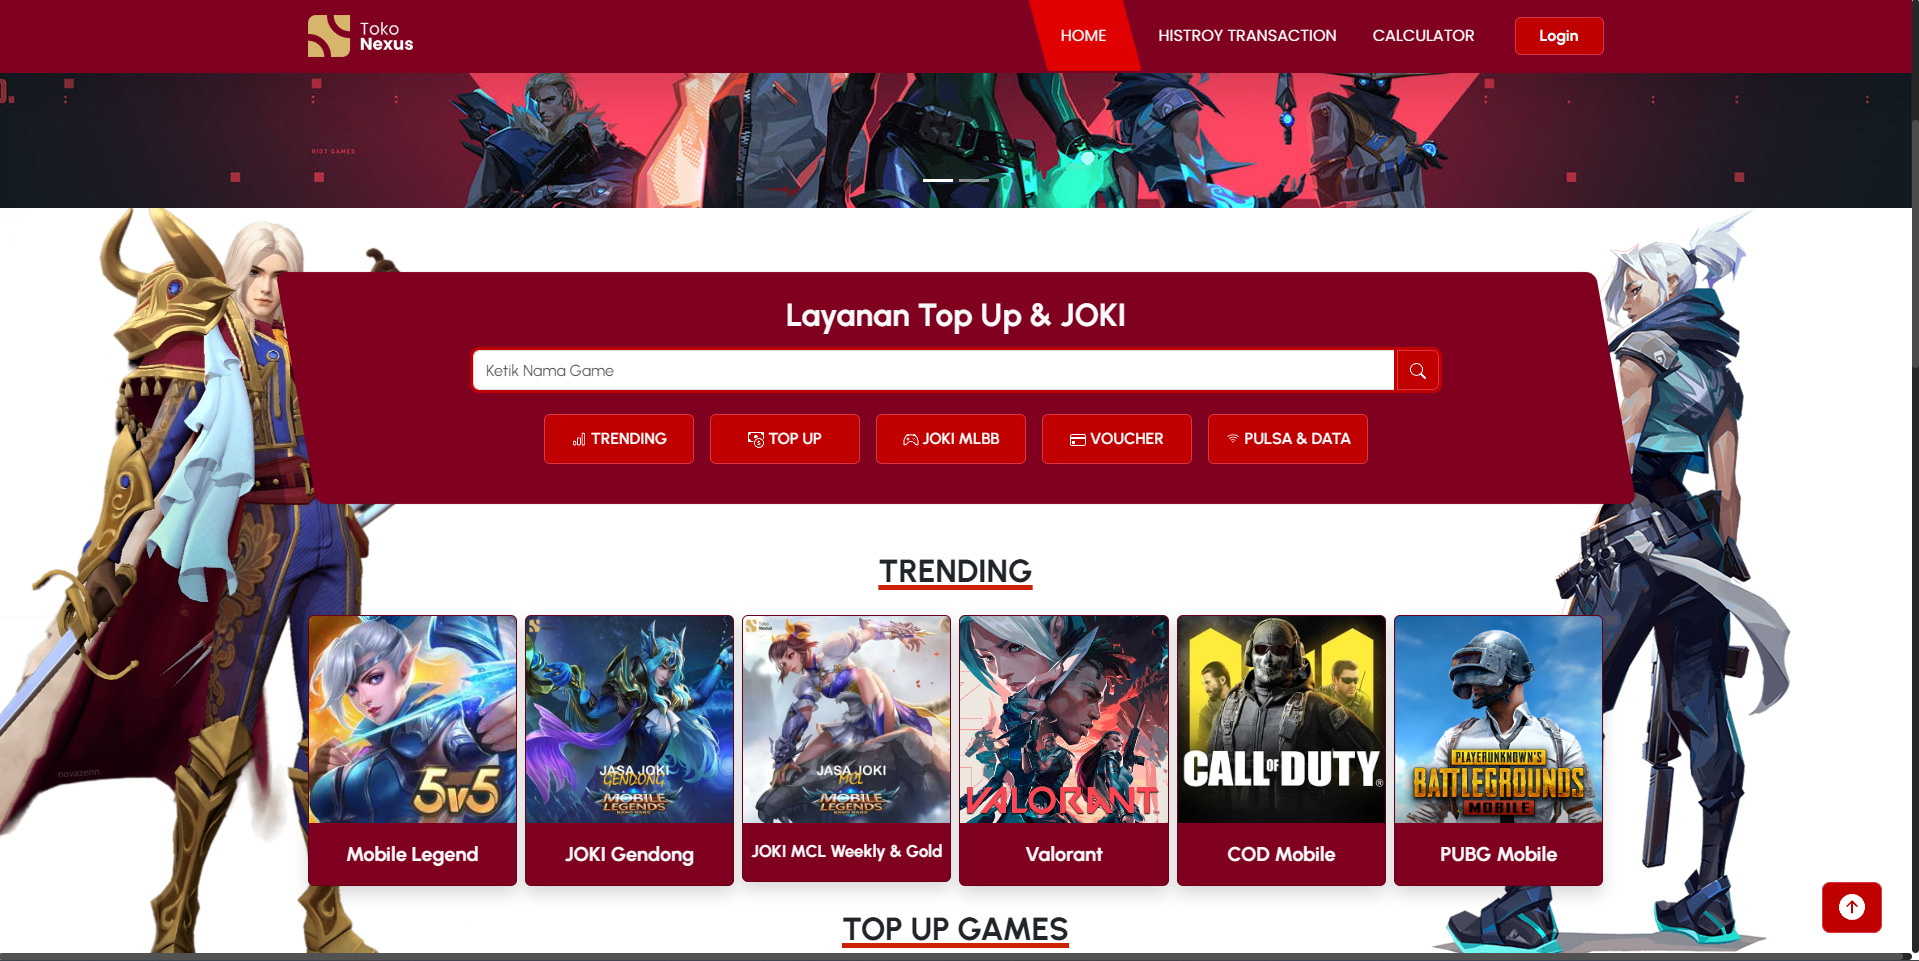 Toko
Nexus
HOME
HISTROY TRANSACTION
CALCULATOR
Login
RIOT GAMES
Layanan Top Up & JOKI
Ketik Nama Game
TRENDING
TOP UP
JOKI MLBB
VOUCHER
PULSA & DATA
TRENDING
5v5
JASA JOKI
GENDONG
MOBILE
LEGENDS
BANG BANG
Toko
Nexus
JASA JOKI
MCL
MOBILE
LEGENDS
BANG BANG
VALORANT
CALL OF DUTY®
PLAYERUNKNOWN'S
BATTLEGROUNDS
MOBILE
novazenn
Mobile Legend
JOKI Gendong
JOKI MCL Weekly & Gold
Valorant
COD Mobile
PUBG Mobile
TOP UP GAMES